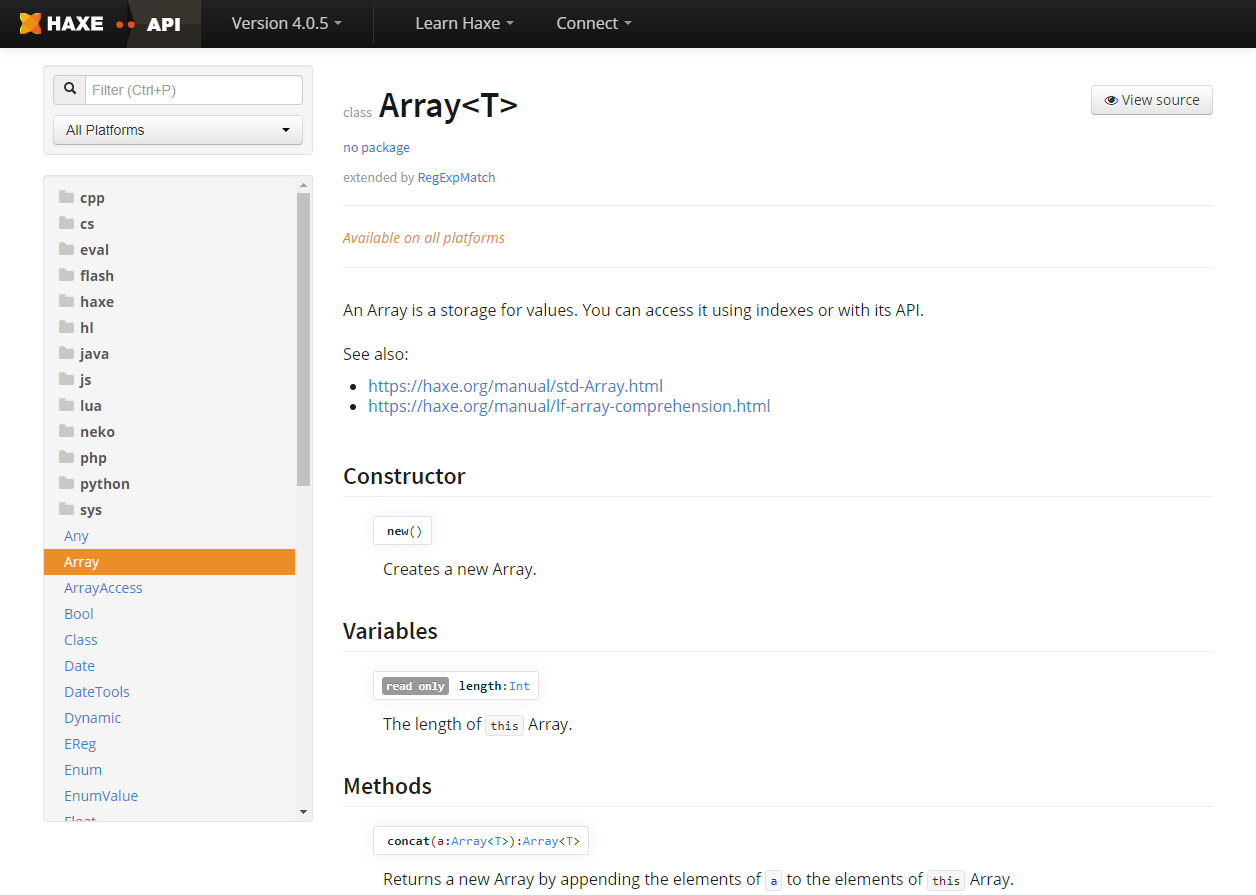 HAXE API Version 4.0.5 Learn Haxe Connect
Filter (Ctrl+P)
All Platforms
cpp
cs
eval
flash
haxe
hl
java
js
lua
neko
php
python
sys
Any
Array
ArrayAccess
Bool
Class
Date
DateTools
Dynamic
EReg
Enum
EnumValue
Float
class Array<T>
View source
no package
extended by RegExpMatch
Available on all platforms
An Array is a storage for values. You can access it using indexes or with its API.
See also:
https://haxe.org/manual/std-Array.html
https://haxe.org/manual/lf-array-comprehension.html
Constructor
new()
Creates a new Array.
Variables
read only length:Int
The length of this Array.
Methods
concat(a:Array<T>):Array<T>
Returns a new Array by appending the elements of a to the elements of this Array.